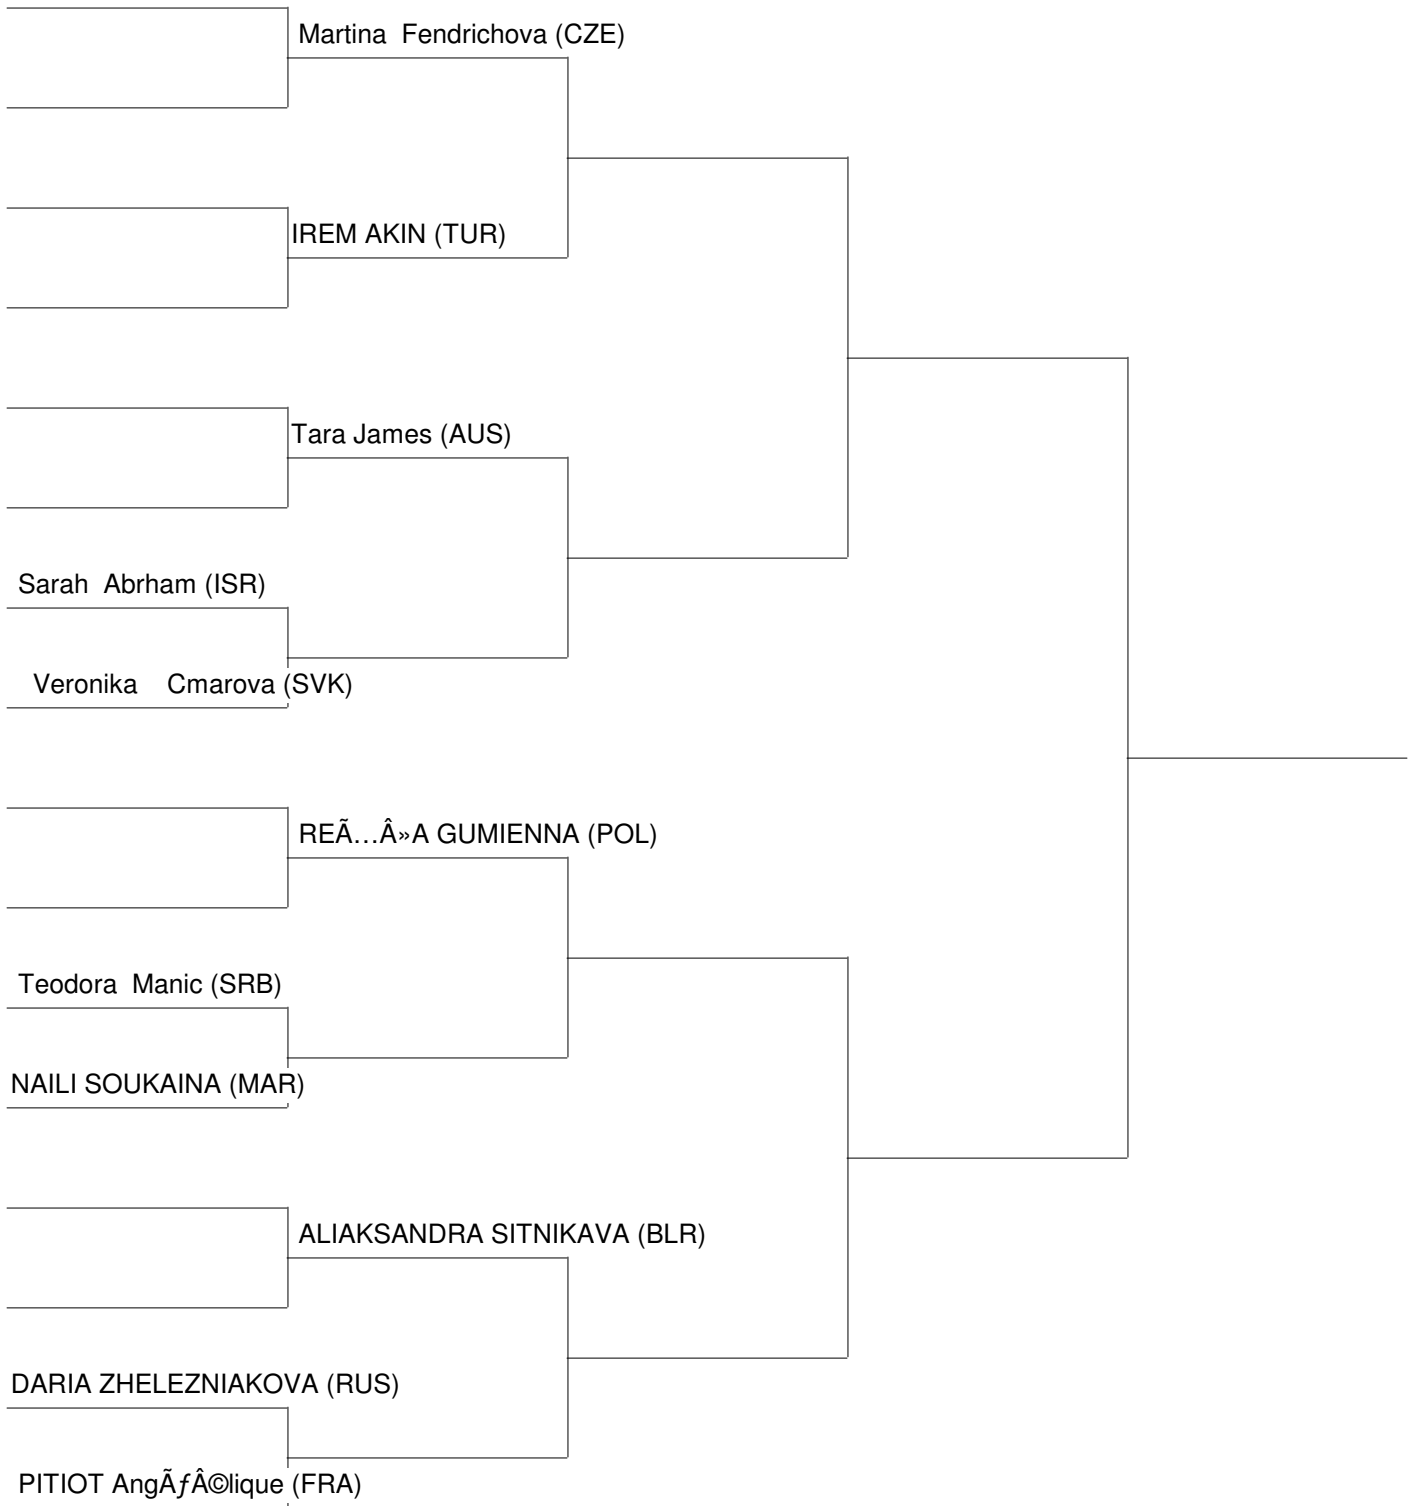 Martina  Fendrichova (CZE)
IREM AKIN (TUR)
Tara James (AUS)
Sarah  Abrham (ISR)
Veronika    Cmarova (SVK)
REÃ…Â»A GUMIENNA (POL)
Teodora  Manic (SRB)
NAILI SOUKAINA (MAR)
ALIAKSANDRA SITNIKAVA (BLR)
DARIA ZHELEZNIAKOVA (RUS)
PITIOT AngÃƒÂ©lique (FRA)